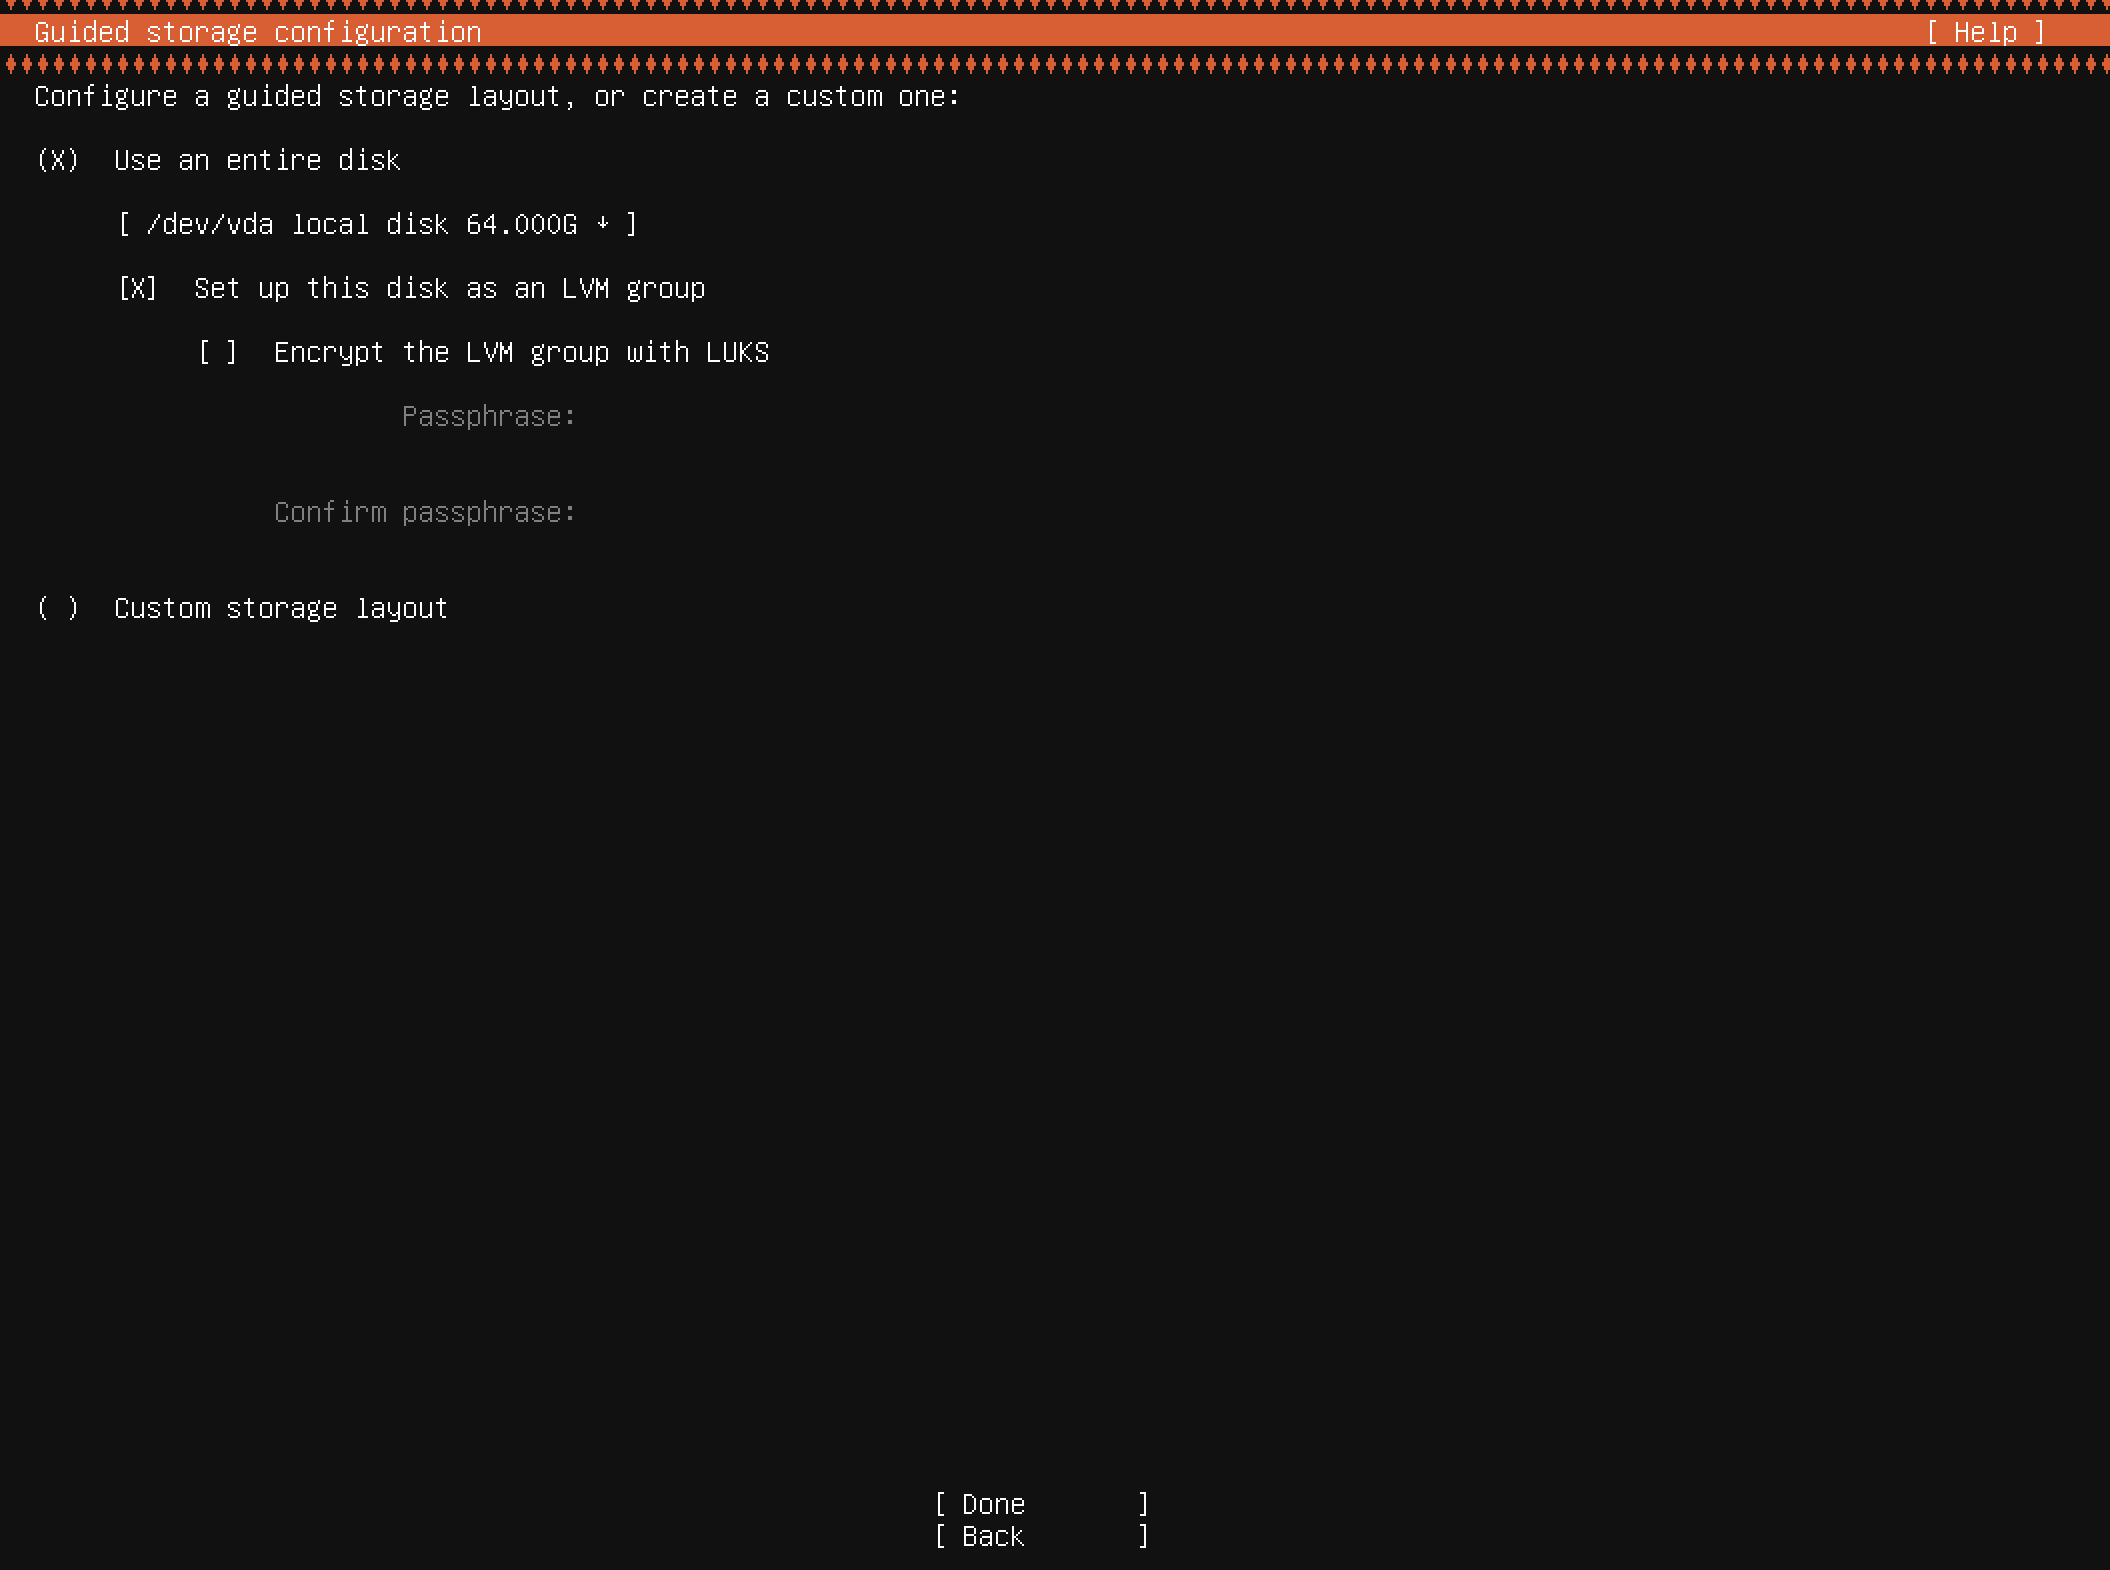 Guided storage configuration [ Help ]
Configure a guided storage layout, or create a custom one:
(X) Use an entire disk
[ /dev/vda local disk 64.000G ↓ ]
[X] Set up this disk as an LVM group
[ ] Encrypt the LVM group with LUKS
Passphrase:
Confirm passphrase:
( ) Custom storage layout
[ Done ]
[ Back ]